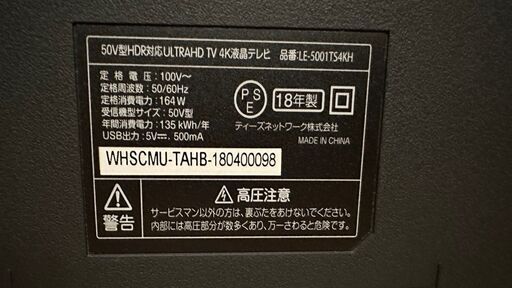 50V型HDR対応ULTRAHD TV 4K液晶テレビ 品番:LE-5001TS4KH
定格電圧:100V～
定格周波数:50/60Hz
定格消費電力:164W
受信機型サイズ:50V型
年間消費電力:135 kWh/年
USB出力:5V⎓ 500mA
PSE
18年製
ティーズネットワーク株式会社
MADE IN CHINA
WHSCMU-TAHB-180400098
警告
高圧注意
サービスマン以外の方は、裏ぶたをあけないでください。
内部には高圧部分が数多くあり、万一さわると危険です。